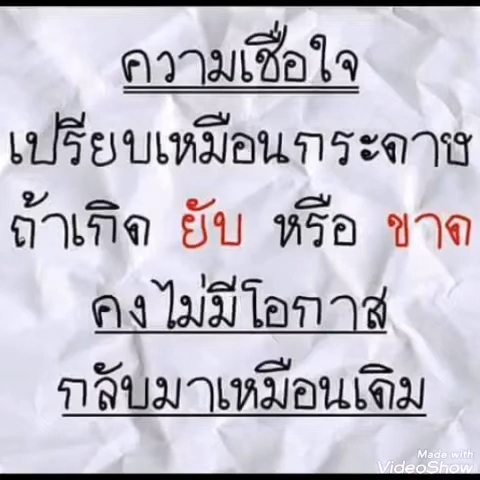 ความเชื่อใจ
เปรียบเหมือนกระดาษ
ถ้าเกิด ยับ หรือ ขาด
คงไม่มีโอกาส
กลับมาเหมือนเดิม
Made with
VideoShow